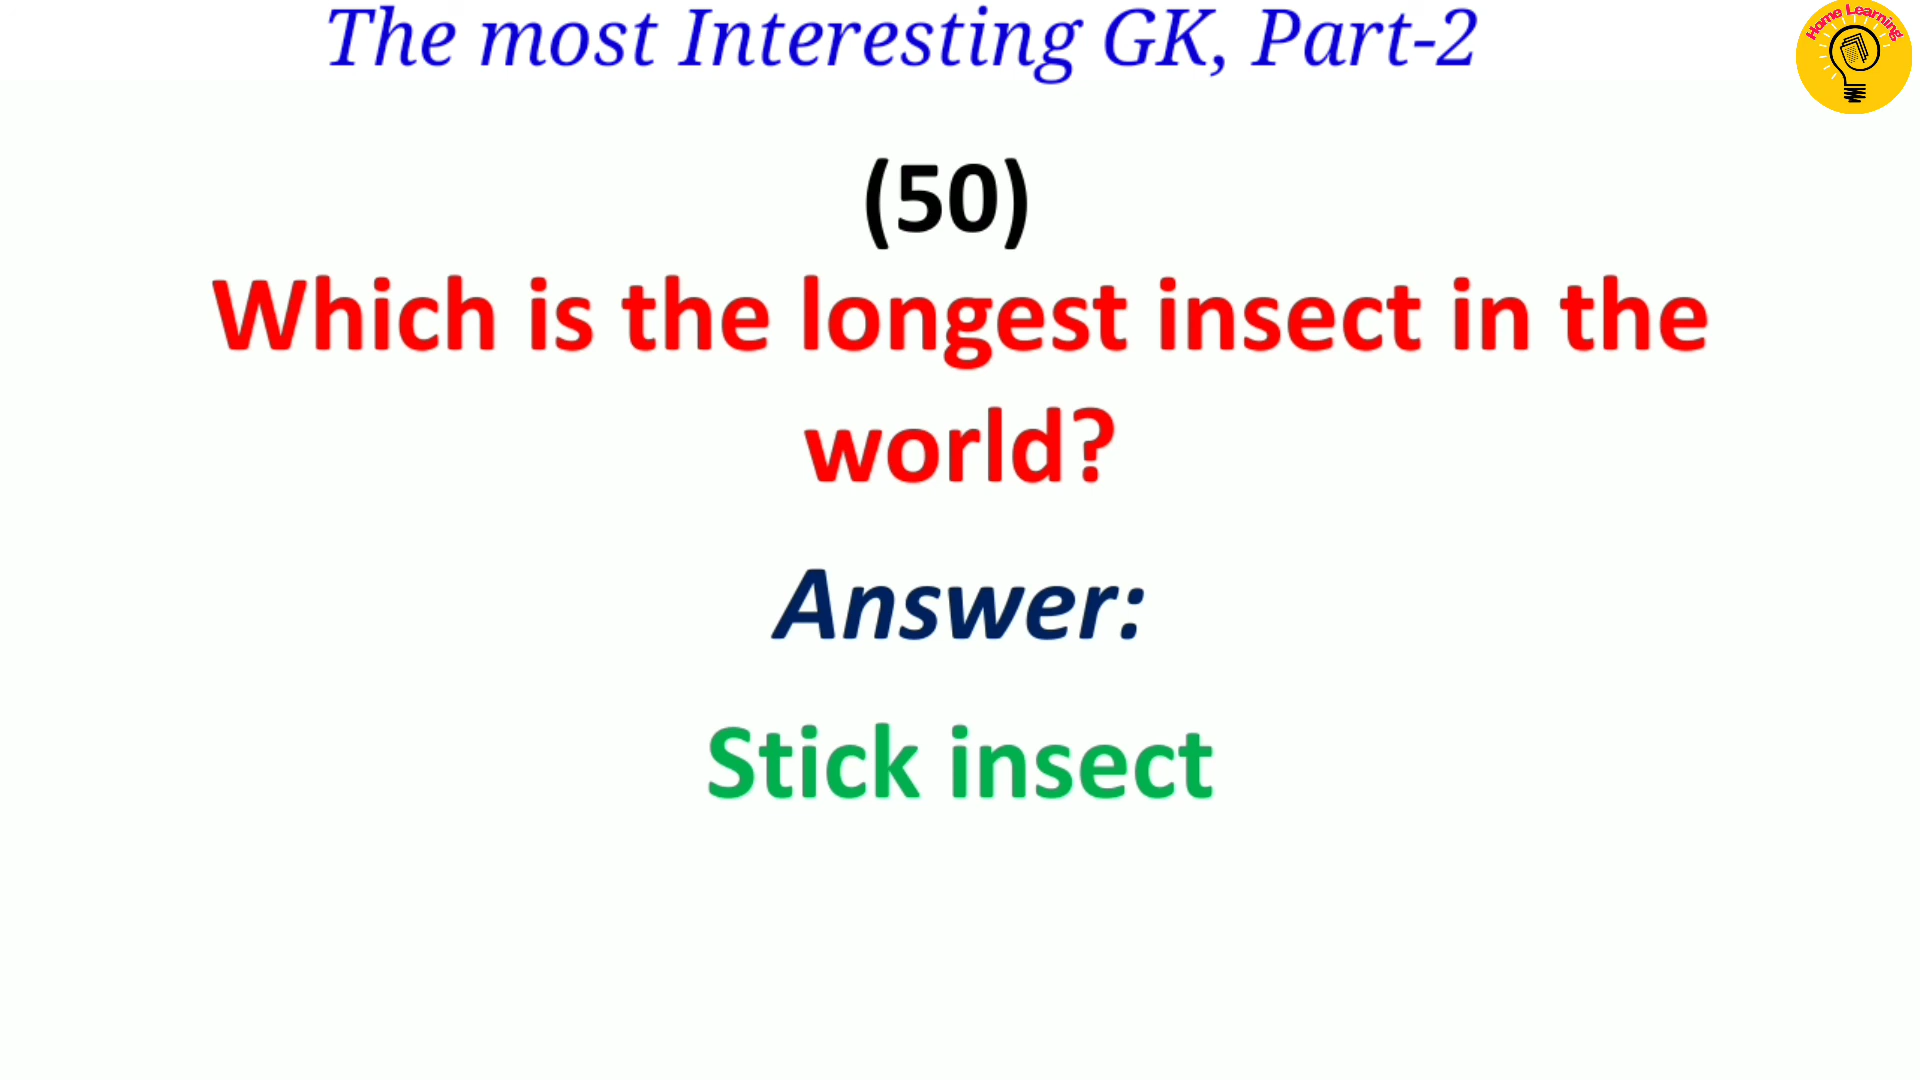 The most Interesting GK, Part-2
Home Learning
(50)
Which is the longest insect in the
world?
Answer:
Stick insect